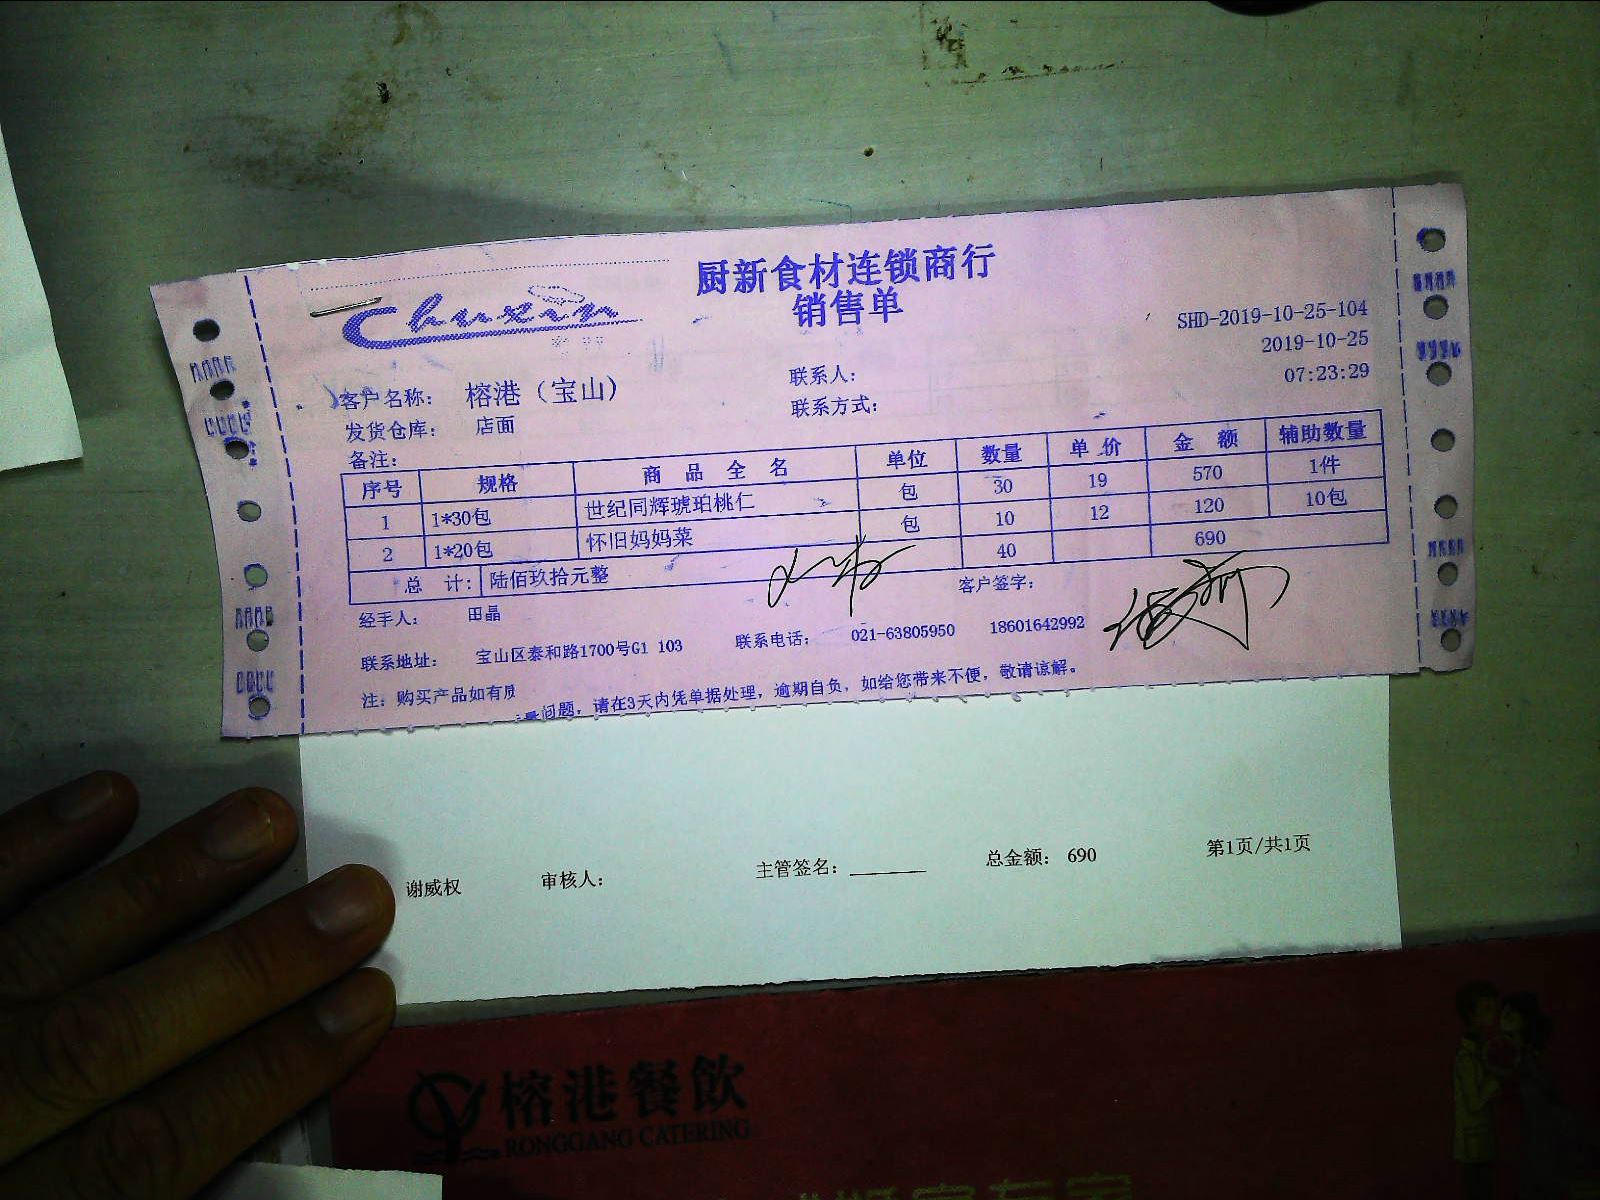 厨新食材连锁商行
销售单
Chuxin
SHD-2019-10-25-104
2019-10-25
07:23:29
客户名称： 榕港（宝山） 联系人：
发货仓库： 店面 联系方式：
备注：
序号 规格 商 品 全 名 单位 数量 单 价 金 额 辅助数量
1 1*30包 世纪同辉琥珀桃仁 包 30 19 570 1件
2 1*20包 怀旧妈妈菜 包 10 12 120 10包
总 计： 陆佰玖拾元整 40 690
经手人： 田晶 客户签字：
联系地址： 宝山区泰和路1700号G1 103 联系电话： 021-63805950 18601642992
注：购买产品如有质
量问题，请在3天内凭单据处理，逾期自负，如给您带来不便，敬请谅解。
谢威权 审核人： 主管签名：______ 总金额： 690 第1页/共1页
榕港餐飲
RONGGANG CATERING